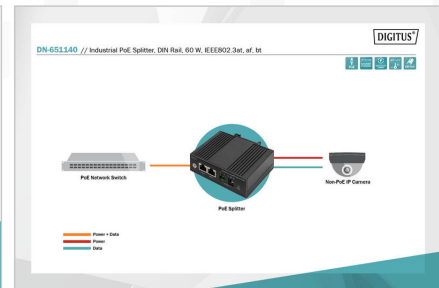 DIGITUS®
DN-651140 // Industrial PoE Splitter, DIN Rail, 60 W, IEEE802.3at, af, bt
PoE Network Switch
PoE Splitter
Non-PoE IP Camera
Power + Data
Power
Data